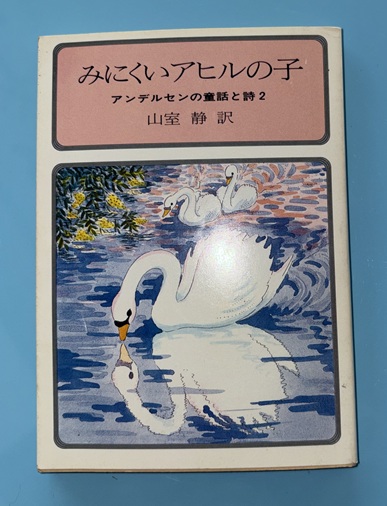 みにくいアヒルの子
アンデルセンの童話と詩2
山室 静 訳